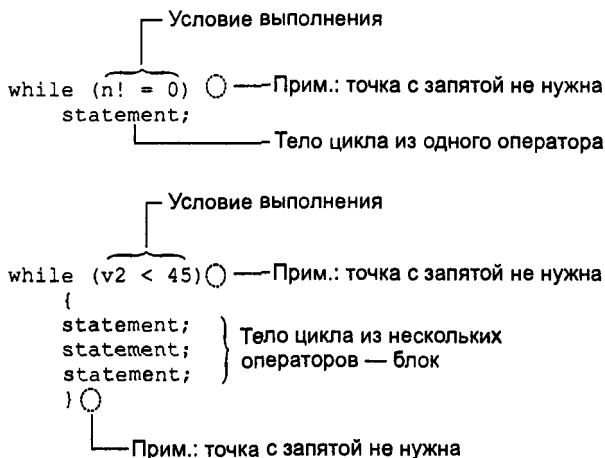 Условие выполнения
while (n! = 0) Прим.: точка с запятой не нужна
statement;
Тело цикла из одного оператора
Условие выполнения
while (v2 < 45) Прим.: точка с запятой не нужна
{
statement;
statement;
statement;
Тело цикла из нескольких
операторов — блок
}
Прим.: точка с запятой не нужна